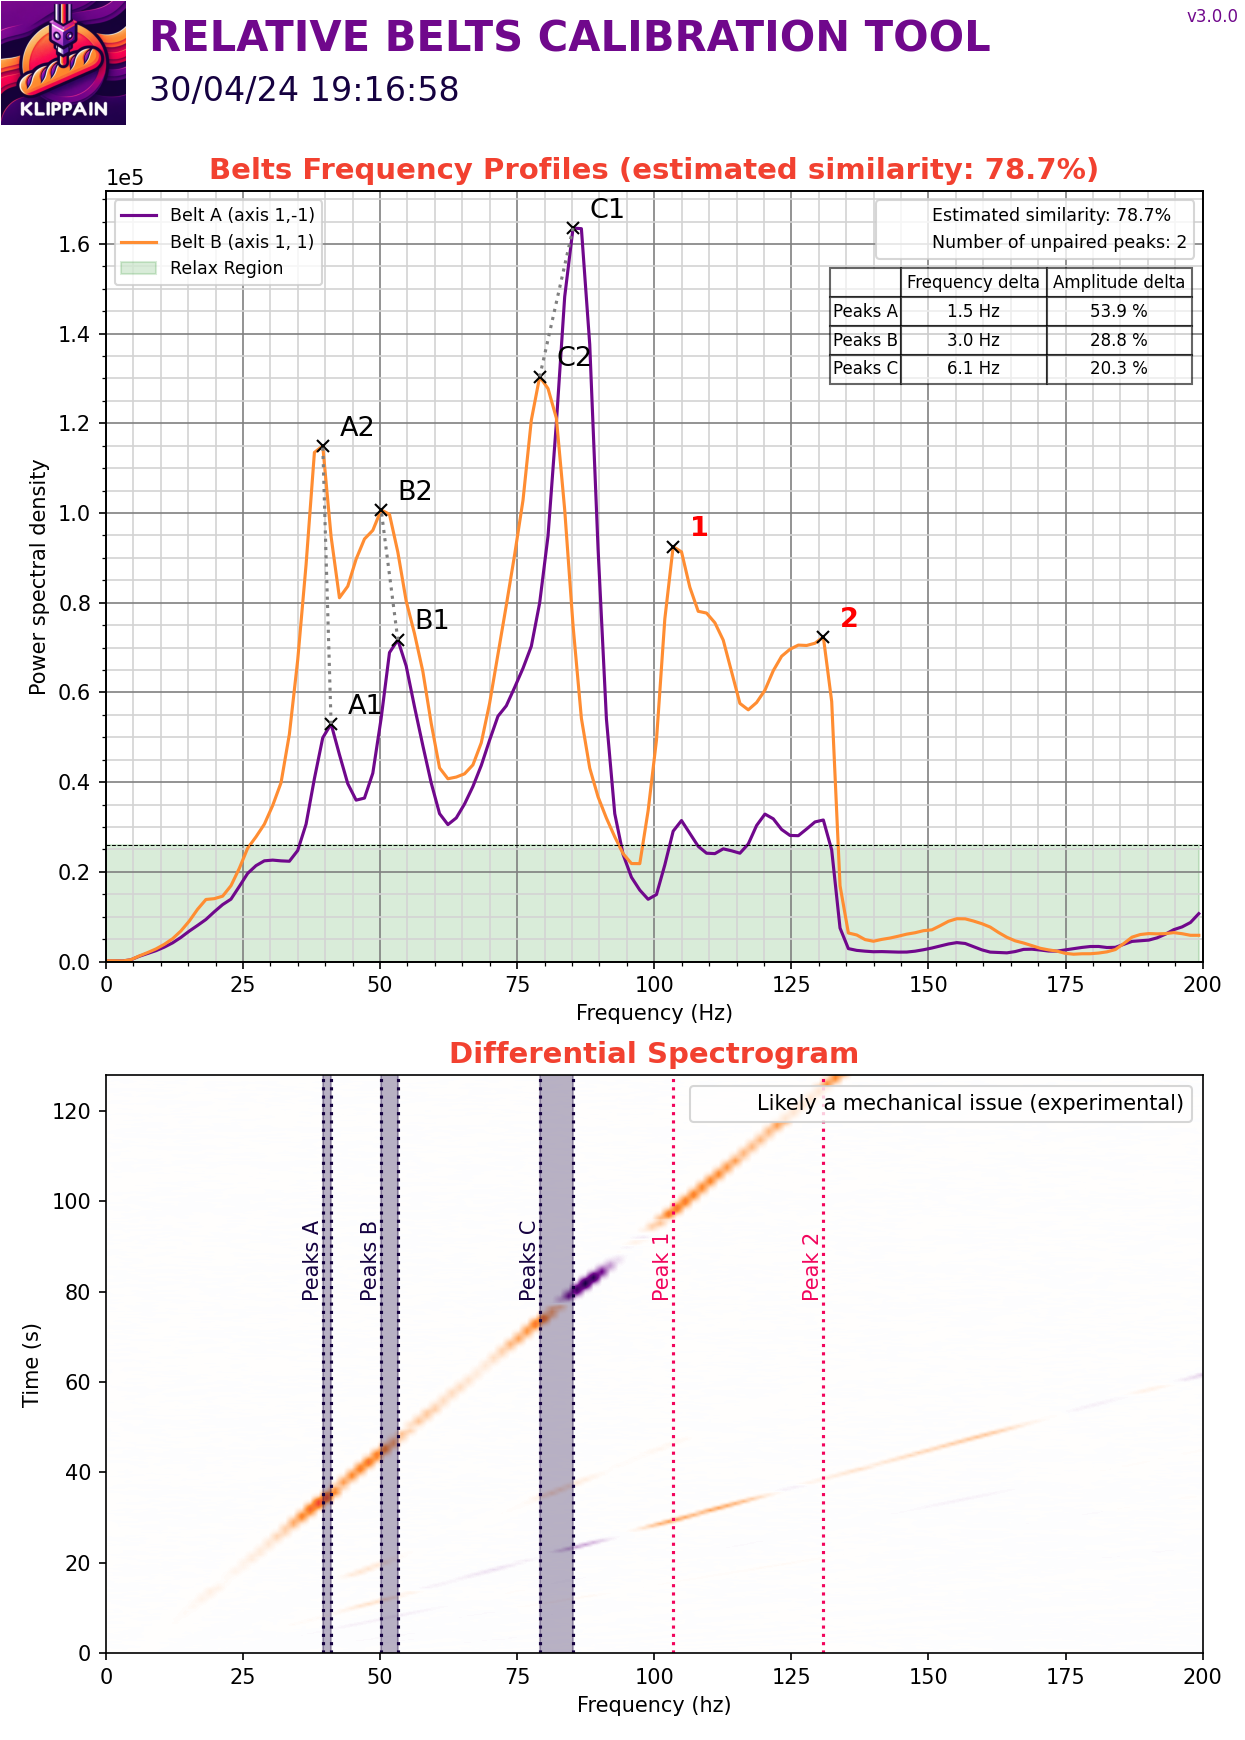 KLIPPAIN
RELATIVE BELTS CALIBRATION TOOL
v3.0.0
30/04/24 19:16:58
Belts Frequency Profiles (estimated similarity: 78.7%)
1e5
Belt A (axis 1,-1)
Belt B (axis 1, 1)
Relax Region
Estimated similarity: 78.7%
Number of unpaired peaks: 2
Frequency delta Amplitude delta
Peaks A 1.5 Hz 53.9 %
Peaks B 3.0 Hz 28.8 %
Peaks C 6.1 Hz 20.3 %
C1
C2
A2
B2
1
B1
2
A1
Power spectral density
1.6
1.4
1.2
1.0
0.8
0.6
0.4
0.2
0.0
0 25 50 75 100 125 150 175 200
Frequency (Hz)
Differential Spectrogram
Likely a mechanical issue (experimental)
Peaks A
Peaks B
Peaks C
Peak 1
Peak 2
Time (s)
120
100
80
60
40
20
0
0 25 50 75 100 125 150 175 200
Frequency (hz)